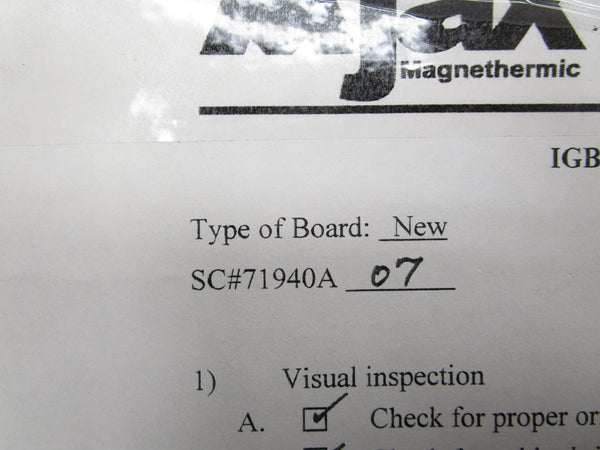 Magnethermic
IGB
Type of Board: New
SC#71940A 07
1) Visual inspection
A. Check for proper or